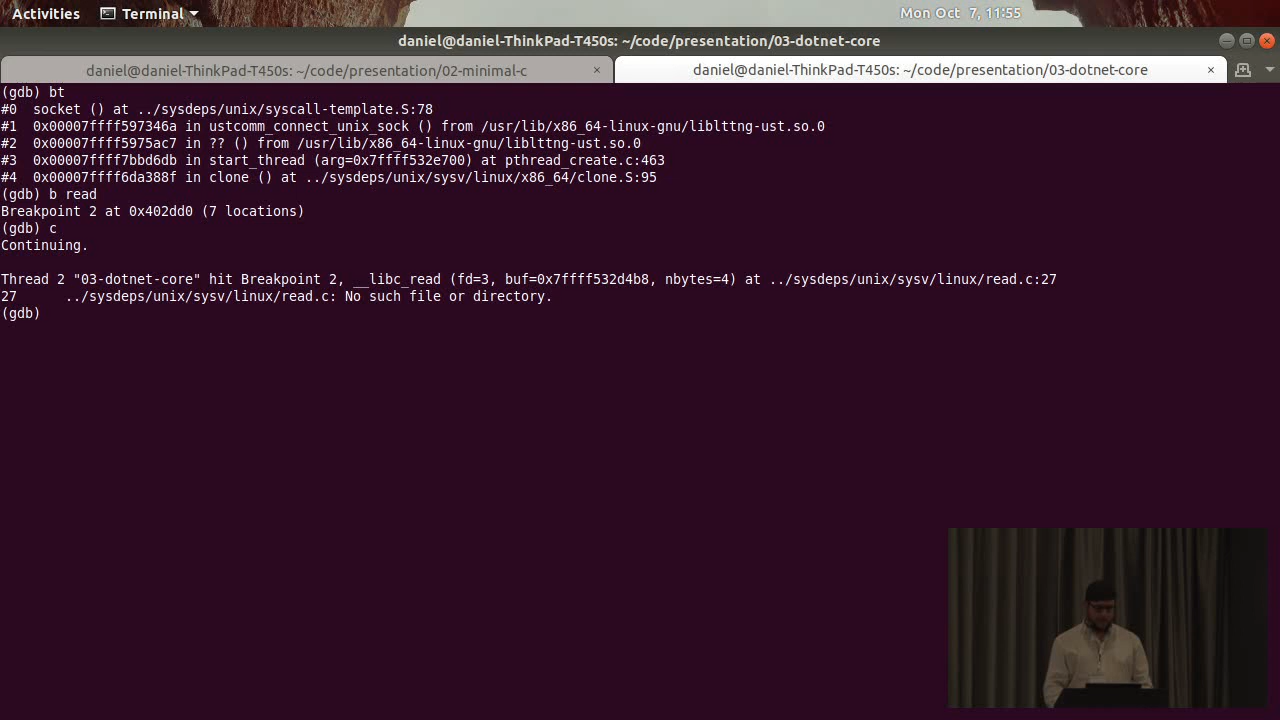 Activities Terminal Mon Oct 7, 11:55
daniel@daniel-ThinkPad-T450s: ~/code/presentation/03-dotnet-core
daniel@daniel-ThinkPad-T450s: ~/code/presentation/02-minimal-c × daniel@daniel-ThinkPad-T450s: ~/code/presentation/03-dotnet-core ×
(gdb) bt
#0  socket () at ../sysdeps/unix/syscall-template.S:78
#1  0x00007ffff597346a in ustcomm_connect_unix_sock () from /usr/lib/x86_64-linux-gnu/liblttng-ust.so.0
#2  0x00007ffff5975ac7 in ?? () from /usr/lib/x86_64-linux-gnu/liblttng-ust.so.0
#3  0x00007ffff7bbd6db in start_thread (arg=0x7ffff532e700) at pthread_create.c:463
#4  0x00007ffff6da388f in clone () at ../sysdeps/unix/sysv/linux/x86_64/clone.S:95
(gdb) b read
Breakpoint 2 at 0x402dd0 (7 locations)
(gdb) c
Continuing.
Thread 2 "03-dotnet-core" hit Breakpoint 2, __libc_read (fd=3, buf=0x7ffff532d4b8, nbytes=4) at ../sysdeps/unix/sysv/linux/read.c:27
27      ../sysdeps/unix/sysv/linux/read.c: No such file or directory.
(gdb)